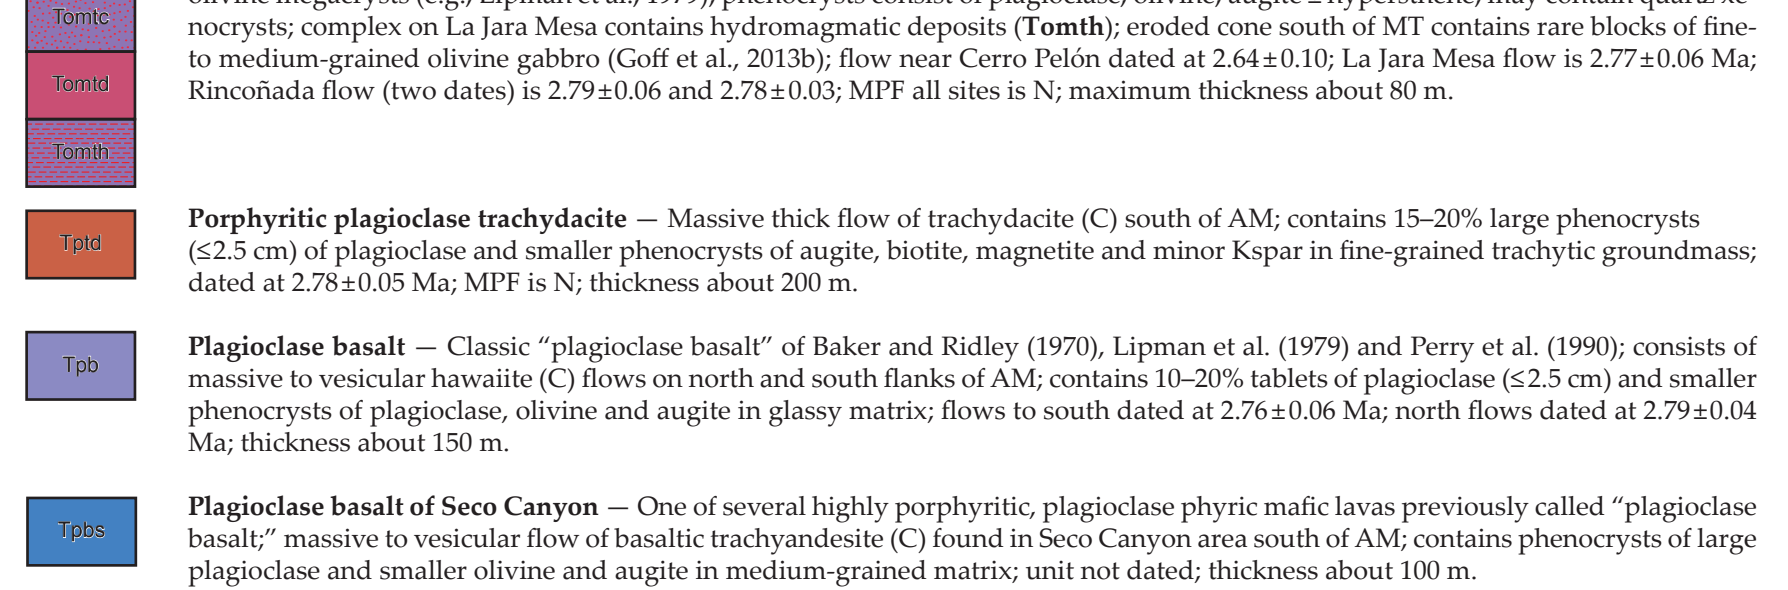 Tomtc
nocrysts; complex on La Jara Mesa contains hydromagmatic deposits (Tomth); eroded cone south of MT contains rare blocks of fine-
to medium-grained olivine gabbro (Goff et al., 2013b); flow near Cerro Pelón dated at 2.64±0.10; La Jara Mesa flow is 2.77±0.06 Ma;
Tomtd
Rincoñada flow (two dates) is 2.79±0.06 and 2.78±0.03; MPF all sites is N; maximum thickness about 80 m.
Tomth
Porphyritic plagioclase trachydacite — Massive thick flow of trachydacite (C) south of AM; contains 15–20% large phenocrysts
Tptd
(≤2.5 cm) of plagioclase and smaller phenocrysts of augite, biotite, magnetite and minor Kspar in fine-grained trachytic groundmass;
dated at 2.78±0.05 Ma; MPF is N; thickness about 200 m.
Plagioclase basalt — Classic “plagioclase basalt” of Baker and Ridley (1970), Lipman et al. (1979) and Perry et al. (1990); consists of
Tpb
massive to vesicular hawaiite (C) flows on north and south flanks of AM; contains 10–20% tablets of plagioclase (≤2.5 cm) and smaller
phenocrysts of plagioclase, olivine and augite in glassy matrix; flows to south dated at 2.76±0.06 Ma; north flows dated at 2.79±0.04
Ma; thickness about 150 m.
Plagioclase basalt of Seco Canyon — One of several highly porphyritic, plagioclase phyric mafic lavas previously called “plagioclase
Tpbs
basalt;” massive to vesicular flow of basaltic trachyandesite (C) found in Seco Canyon area south of AM; contains phenocrysts of large
plagioclase and smaller olivine and augite in medium-grained matrix; unit not dated; thickness about 100 m.